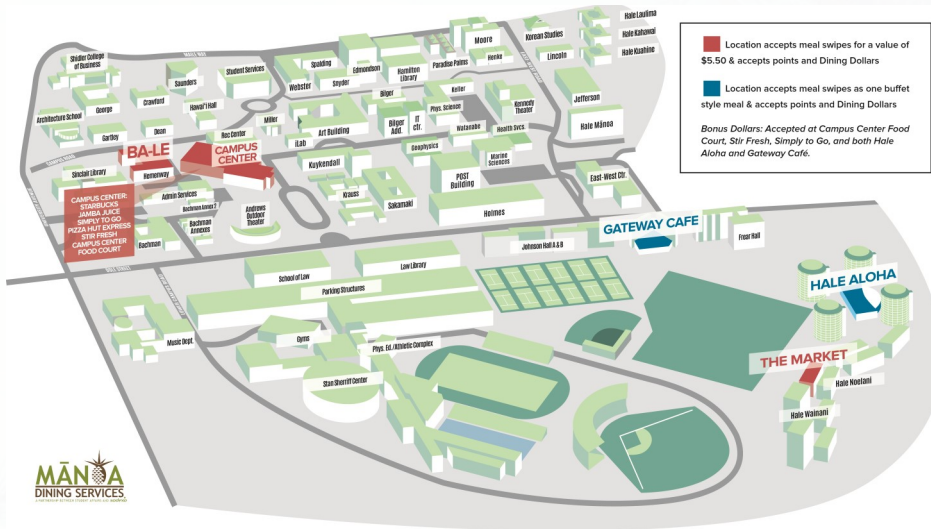 Location accepts meal swipes for a value of
$5.50 & accepts points and Dining Dollars
Location accepts meal swipes as one buffet
style meal & accepts points and Dining Dollars
Bonus Dollars: Accepted at Campus Center Food
Court, Stir Fresh, Simply to Go, and both Hale
Aloha and Gateway Café.
Hale Laulima
Hale Kahawai
Hale Kuahine
Korean Studies
Lincoln
Moore
Henke
Paradise Palms
Spalding
Edmondson
Hamilton
Library
Webster
Snyder
Keller
Shidler College
of Business
Saunders
Student Services
George
Crawford
Hawai'i Hall
Architecture School
Gartley
Dean
Miller
Bilger
Bilger
Add.
IT
ctr.
Phys. Science
Kennedy
Theater
Jefferson
Hale Mānoa
Rec Center
iLab
Art Building
Watanabe
Health Svcs.
BA-LE
CAMPUS
CENTER
Kuykendall
Geophysics
Marine
Sciences
Sinclair Library
Hemenway
Krauss
POST
Building
East-West Ctr.
CAMPUS CENTER:
STARBUCKS
JAMBA JUICE
SIMPLY TO GO
PIZZA HUT EXPRESS
STIR FRESH
CAMPUS CENTER
FOOD COURT
Admin Services
Bachman Annex 2
Bachman
Annexes
Bachman
Andrews
Outdoor
Theater
Sakamaki
Holmes
GATEWAY CAFE
Johnson Hall A & B
Frear Hall
School of Law
Law Library
Parking Structures
HALE ALOHA
Music Dept.
Gyms
Phys. Ed./Athletic Complex
Stan Sherriff Center
THE MARKET
Hale Noelani
Hale Wainani
MĀNOA
DINING SERVICES